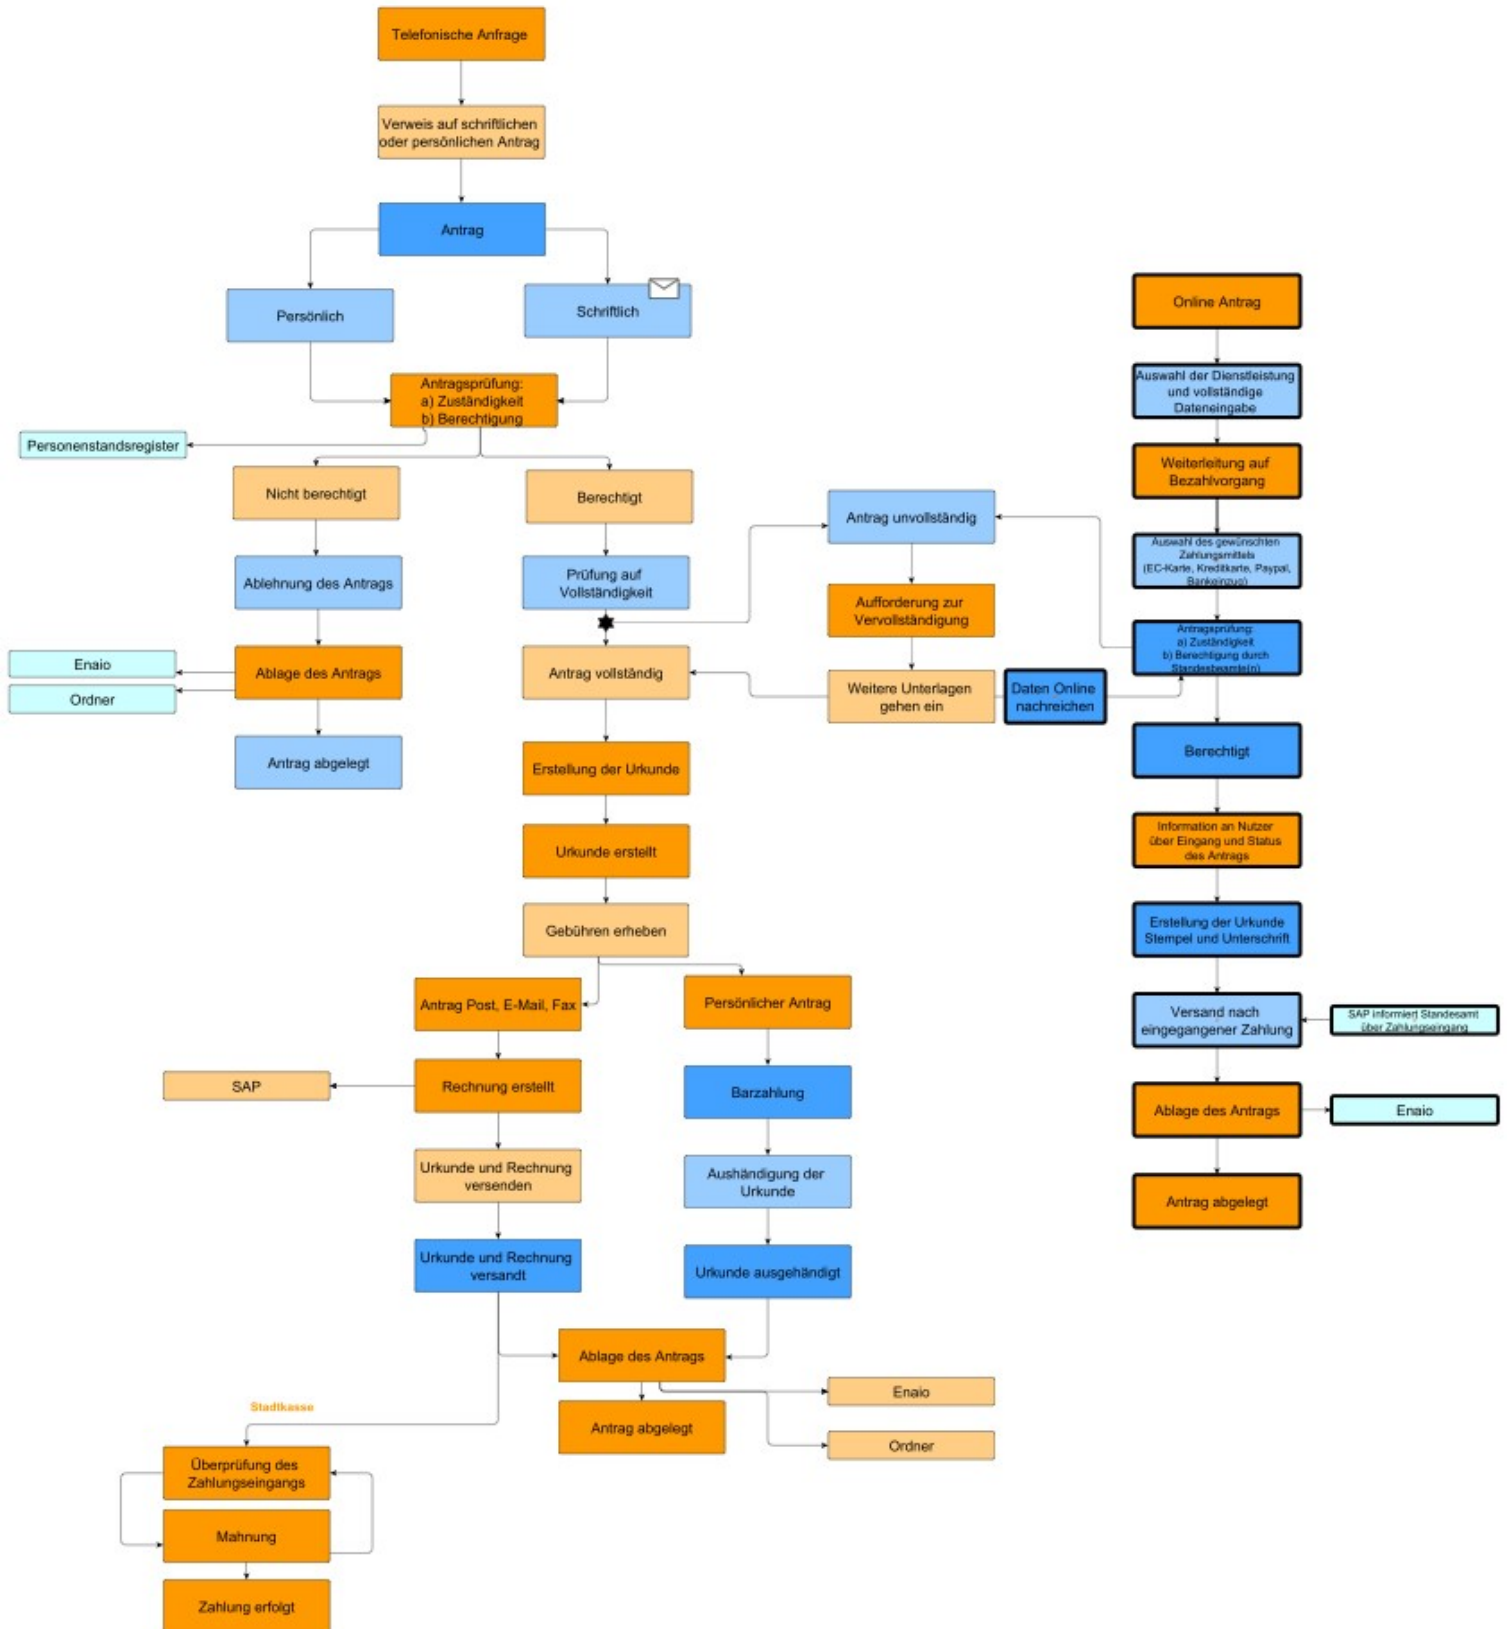 Telefonische Anfrage
Verweis auf schriftlichen
oder persönlichen Antrag
Antrag
Persönlich
Schriftlich
Antragsprüfung:
a) Zuständigkeit
b) Berechtigung
Personenstandsregister
Nicht berechtigt
Berechtigt
Ablehnung des Antrags
Prüfung auf
Vollständigkeit
Enaio
Ordner
Ablage des Antrags
Antrag vollständig
Antrag abgelegt
Antrag unvollständig
Aufforderung zur
Vervollständigung
Weitere Unterlagen
gehen ein
Daten Online
nachreichen
Erstellung der Urkunde
Urkunde erstellt
Gebühren erheben
Antrag Post, E-Mail, Fax
Persönlicher Antrag
SAP
Rechnung erstellt
Barzahlung
Urkunde und Rechnung
versenden
Aushändigung der
Urkunde
Urkunde und Rechnung
versandt
Urkunde ausgehändigt
Ablage des Antrags
Enaio
Antrag abgelegt
Ordner
Stadtkasse
Überprüfung des
Zahlungseingangs
Mahnung
Zahlung erfolgt
Online Antrag
Auswahl der Dienstleistung
und vollständige
Dateneingabe
Weiterleitung auf
Bezahlvorgang
Auswahl des gewünschten
Zahlungsmittels
(EC-Karte, Kreditkarte, Paypal,
Bankeinzug)
Antragsprüfung:
a) Zuständigkeit
b) Berechtigung durch
Standesbeamte(n)
Berechtigt
Information an Nutzer
über Eingang und Status
des Antrags
Erstellung der Urkunde
Stempel und Unterschrift
Versand nach
eingegangener Zahlung
SAP informiert Standesamt
über Zahlungseingang
Ablage des Antrags
Enaio
Antrag abgelegt